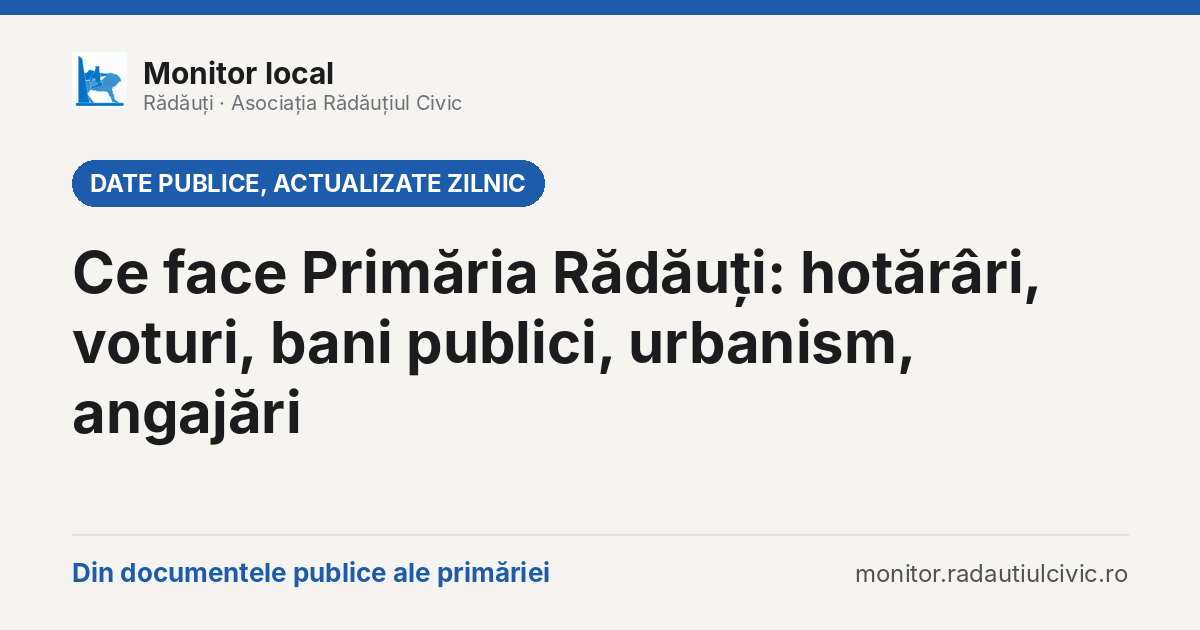 Monitor local
Rădăuți · Asociația Rădăuțiul Civic
DATE PUBLICE, ACTUALIZATE ZILNIC
Ce face Primăria Rădăuți: hotărâri,
voturi, bani publici, urbanism,
angajări
Din documentele publice ale primăriei
monitor.radautiulcivic.ro